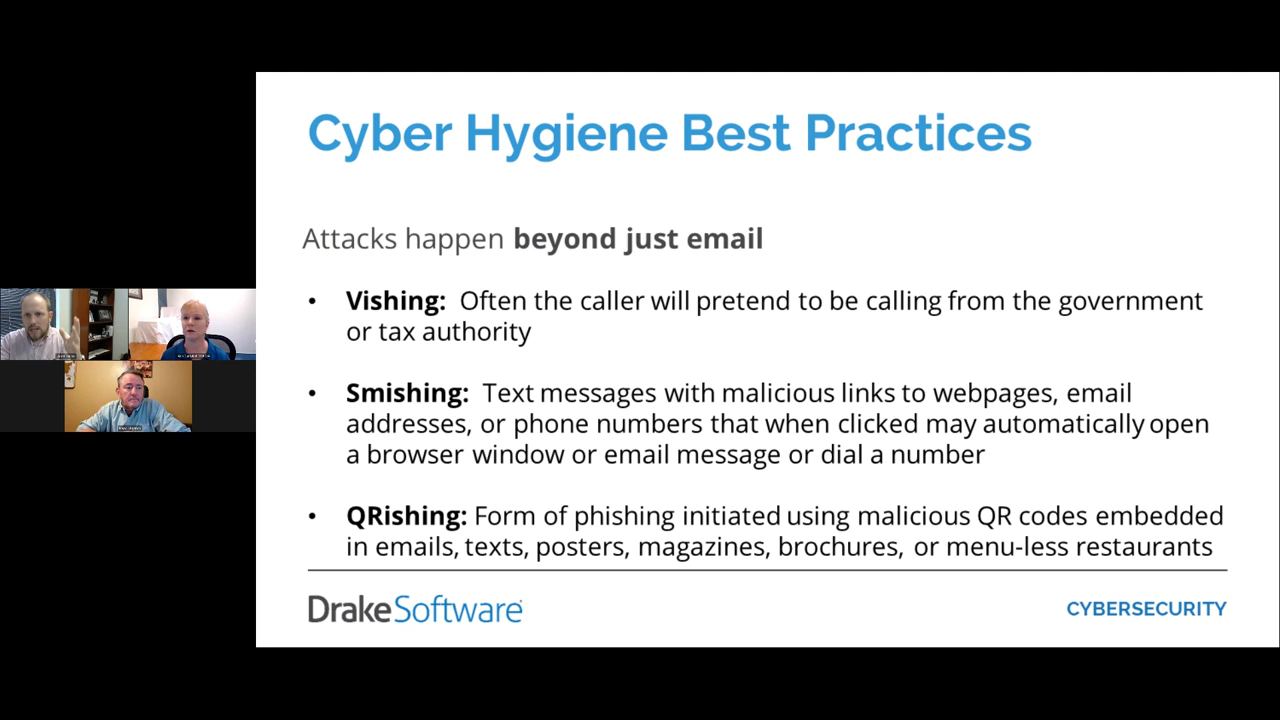 Cyber Hygiene Best Practices
Attacks happen beyond just email
• Vishing: Often the caller will pretend to be calling from the government
or tax authority
• Smishing: Text messages with malicious links to webpages, email
addresses, or phone numbers that when clicked may automatically open
a browser window or email message or dial a number
• QRishing: Form of phishing initiated using malicious QR codes embedded
in emails, texts, posters, magazines, brochures, or menu-less restaurants
DrakeSoftware
CYBERSECURITY